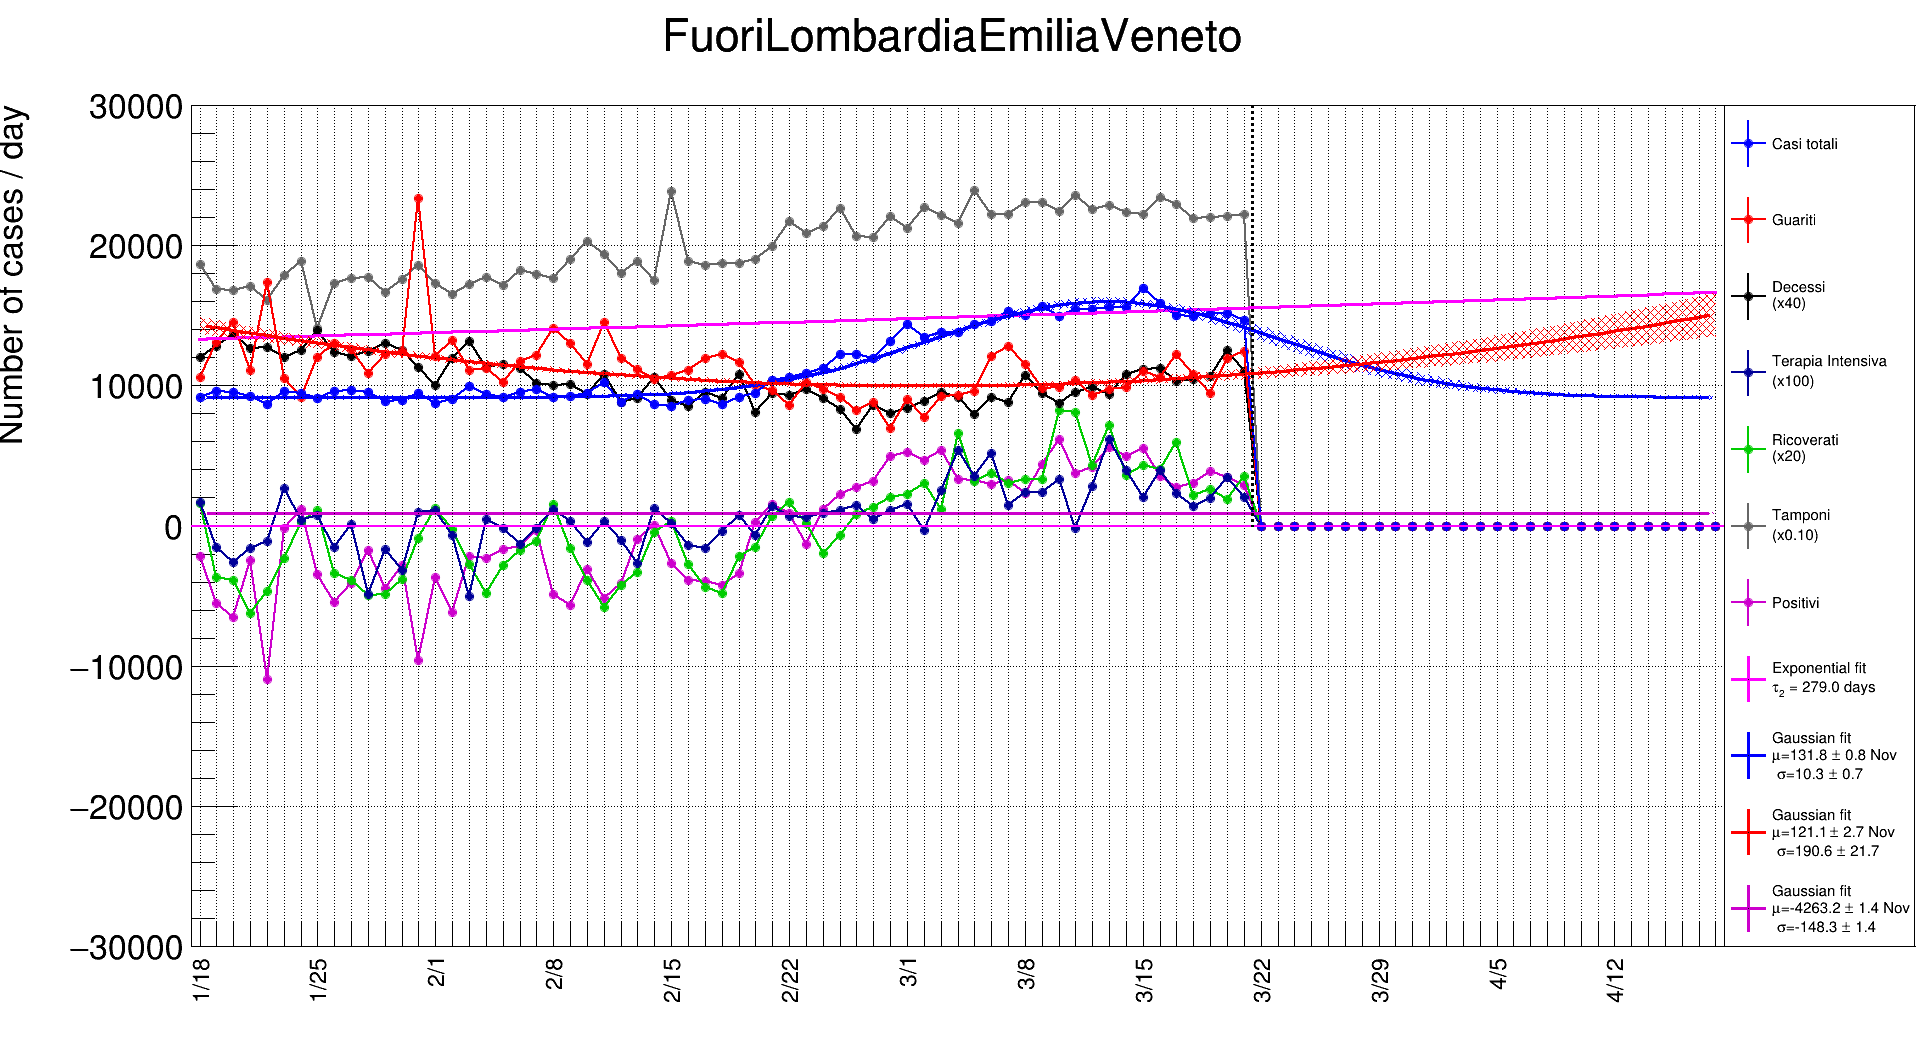 FuoriLombardiaEmiliaVeneto
Number of cases / day
30000
20000
10000
0
−10000
−20000
−30000
1/18
1/25
2/1
2/8
2/15
2/22
3/1
3/8
3/15
3/22
3/29
4/5
4/12
Casi totali
Guariti
Decessi
(x40)
Terapia Intensiva
(x100)
Ricoverati
(x20)
Tamponi
(x0.10)
Positivi
Exponential fit
τ2 = 279.0 days
Gaussian fit
μ=131.8 ± 0.8 Nov
σ=10.3 ± 0.7
Gaussian fit
μ=121.1 ± 2.7 Nov
σ=190.6 ± 21.7
Gaussian fit
μ=-4263.2 ± 1.4 Nov
σ=-148.3 ± 1.4